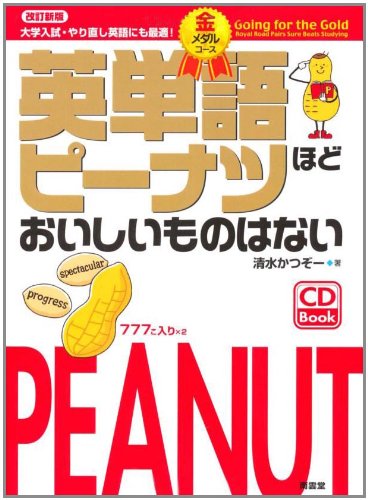 改訂新版
大学入試・やり直し英語にも最適!
金
メダル
コース
Going for the Gold
Royal Road Pairs Sure Beats Studying
P
英単語
ピーナツほど
おいしいものはない
清水かつぞー◆著
spectacular
progress
CD
Book
777こ入り×2
PEANUT
南雲堂